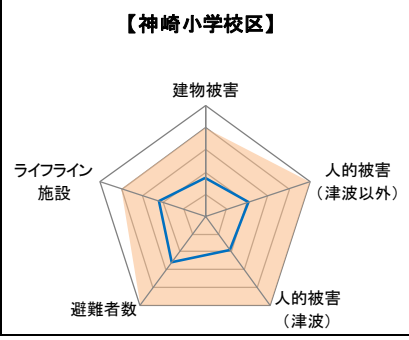 【神崎小学校区】
建物被害
ライフライン
施設
人的被害
（津波以外）
避難者数
人的被害
（津波）